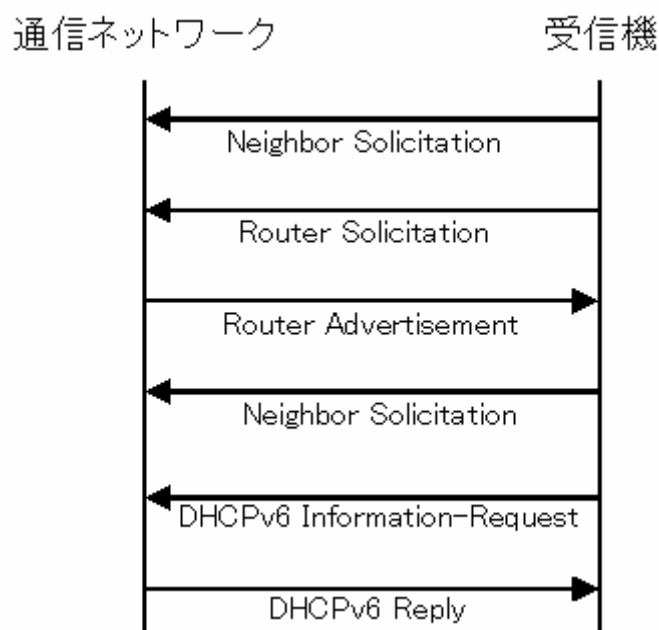 通信ネットワーク 受信機
Neighbor Solicitation
Router Solicitation
Router Advertisement
Neighbor Solicitation
DHCPv6 Information-Request
DHCPv6 Reply